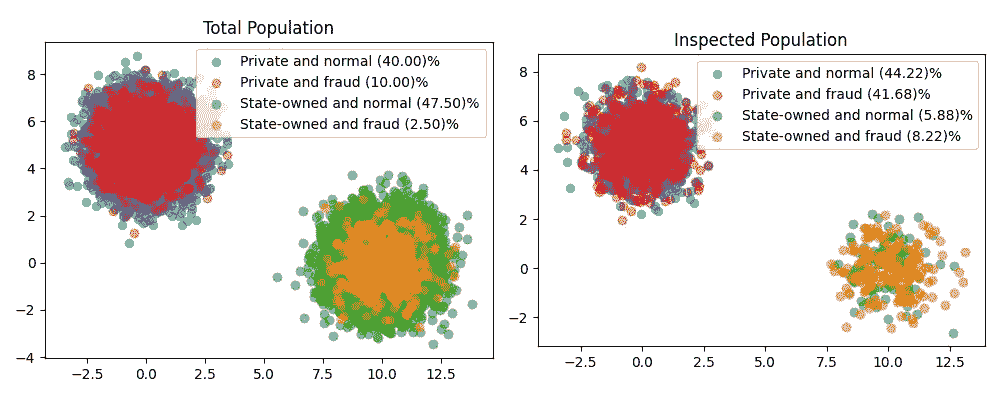 Total Population
Private and normal (40.00)%
Private and fraud (10.00)%
State-owned and normal (47.50)%
State-owned and fraud (2.50)%
8
6
4
2
0
−2
−4
−2.5
0.0
2.5
5.0
7.5
10.0
12.5
Inspected Population
Private and normal (44.22)%
Private and fraud (41.68)%
State-owned and normal (5.88)%
State-owned and fraud (8.22)%
8
6
4
2
0
−2
−2.5
0.0
2.5
5.0
7.5
10.0
12.5